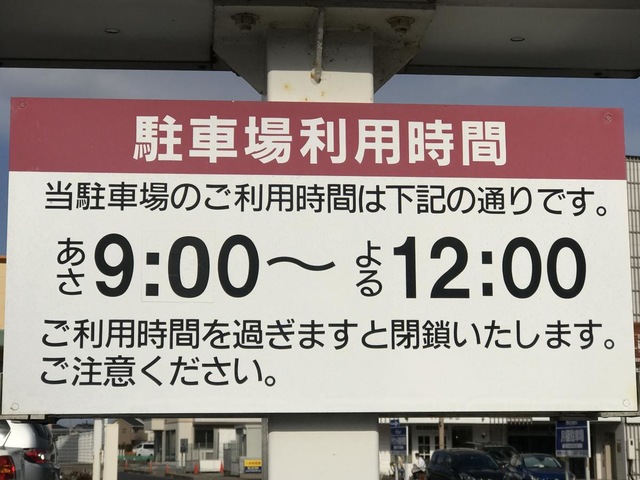 駐車場利用時間
当駐車場のご利用時間は下記の通りです。
あさ9:00～よる12:00
ご利用時間を過ぎますと閉鎖いたします。
ご注意ください。